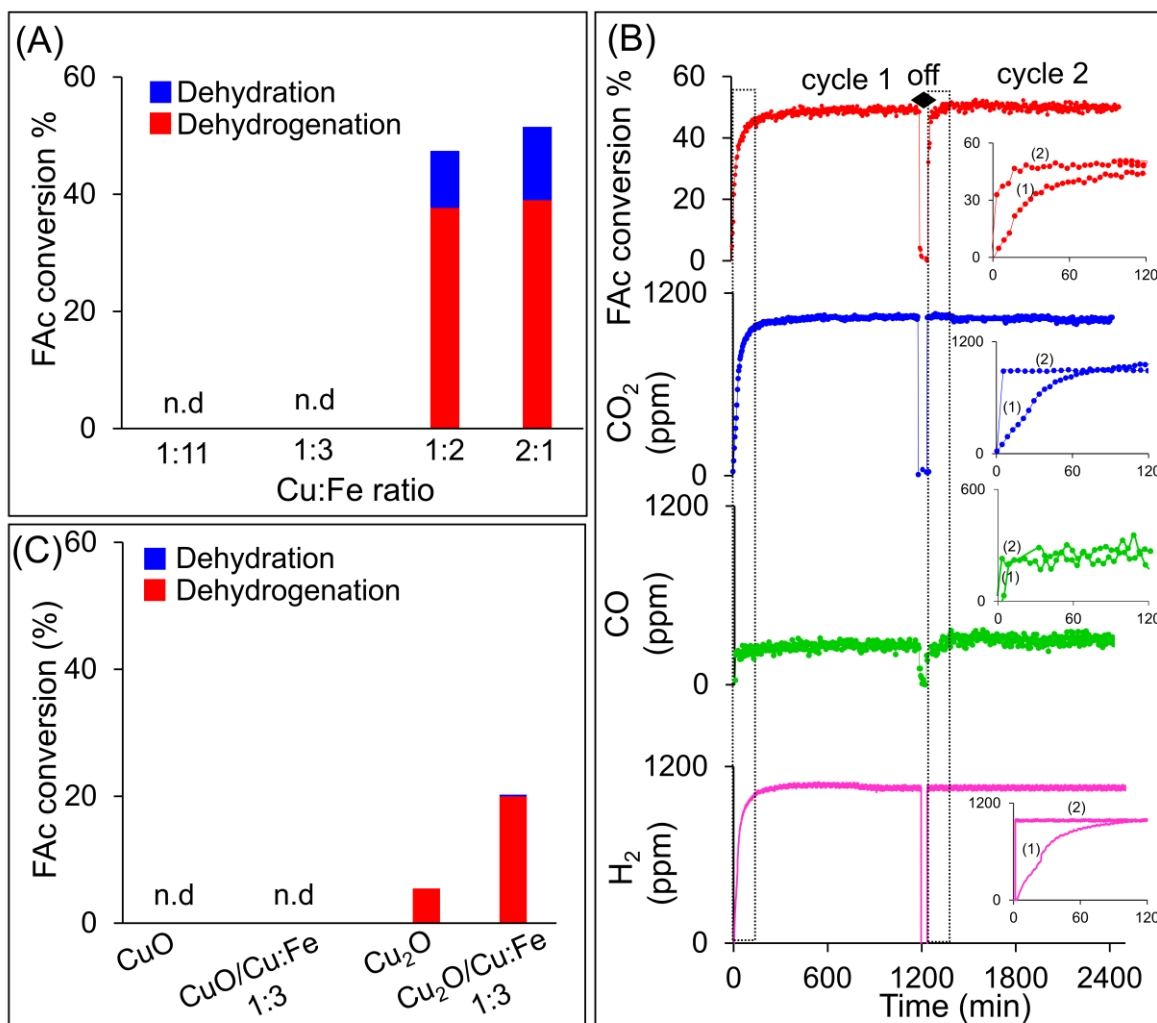 (A)
60
40
20
0
FAc conversion %
Dehydration
Dehydrogenation
n.d
n.d
1:11
1:3
1:2
2:1
Cu:Fe ratio
(C)
60
40
20
0
FAc conversion (%)
Dehydration
Dehydrogenation
n.d
n.d
CuO
CuO/Cu:Fe
1:3
Cu₂O
Cu₂O/Cu:Fe
1:3
(B)
cycle 1
off
cycle 2
60
40
20
0
FAc conversion %
60
30
0
(2)
(1)
0
60
120
1200
0
CO₂
(ppm)
1200
600
0
(2)
(1)
0
60
120
1200
0
CO
(ppm)
600
300
0
(2)
(1)
0
60
120
1200
0
H₂
(ppm)
1200
600
0
(2)
(1)
0
60
120
0
600
1200
1800
2400
Time (min)